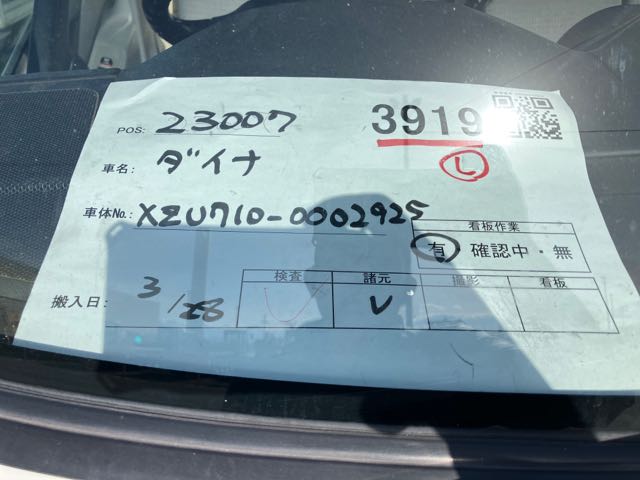 POS: 23007
3919
L
車名: ダイナ
車体No.: XZU710-0002925
看板作業
有 確認中・無
検査 諸元 撮影 看板
搬入日: 3/28